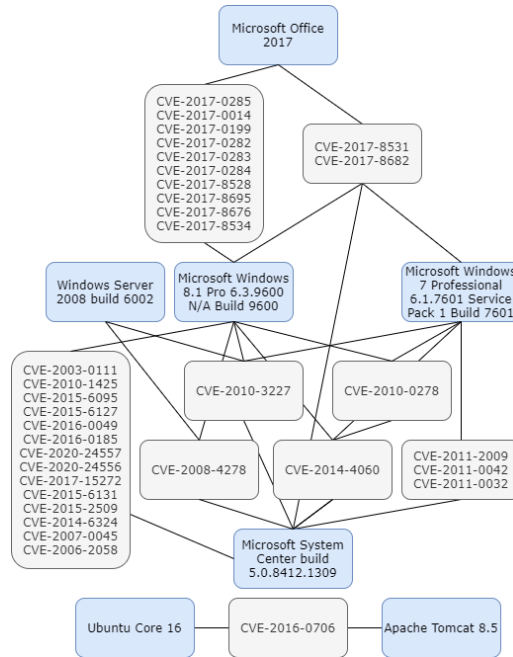 Microsoft Office
2017
CVE-2017-0285
CVE-2017-0014
CVE-2017-0199
CVE-2017-0282
CVE-2017-0283
CVE-2017-0284
CVE-2017-8528
CVE-2017-8695
CVE-2017-8676
CVE-2017-8534
CVE-2017-8531
CVE-2017-8682
Windows Server
2008 build 6002
Microsoft Windows
8.1 Pro 6.3.9600
N/A Build 9600
Microsoft Windows
7 Professional
6.1.7601 Service
Pack 1 Build 7601
CVE-2003-0111
CVE-2010-1425
CVE-2015-6095
CVE-2015-6127
CVE-2016-0049
CVE-2016-0185
CVE-2020-24557
CVE-2020-24556
CVE-2017-15272
CVE-2015-6131
CVE-2015-2509
CVE-2014-6324
CVE-2007-0045
CVE-2006-2058
CVE-2010-3227
CVE-2010-0278
CVE-2008-4278
CVE-2014-4060
CVE-2011-2009
CVE-2011-0042
CVE-2011-0032
Microsoft System
Center build
5.0.8412.1309
Ubuntu Core 16
CVE-2016-0706
Apache Tomcat 8.5